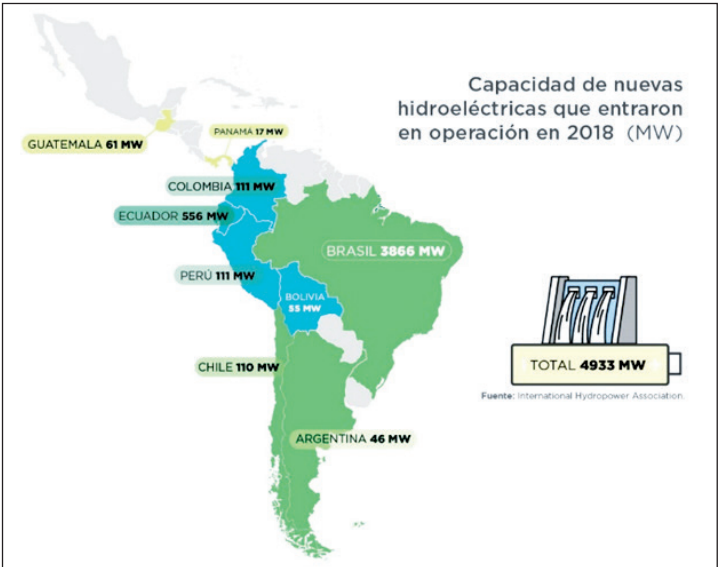 Capacidad de nuevas
hidroeléctricas que entraron
en operación en 2018 (MW)
GUATEMALA 61 MW
PANAMÁ 17 MW
COLOMBIA 111 MW
ECUADOR 556 MW
BRASIL 3866 MW
PERÚ 111 MW
BOLIVIA
55 MW
CHILE 110 MW
ARGENTINA 46 MW
TOTAL 4933 MW
Fuente: International Hydropower Association.